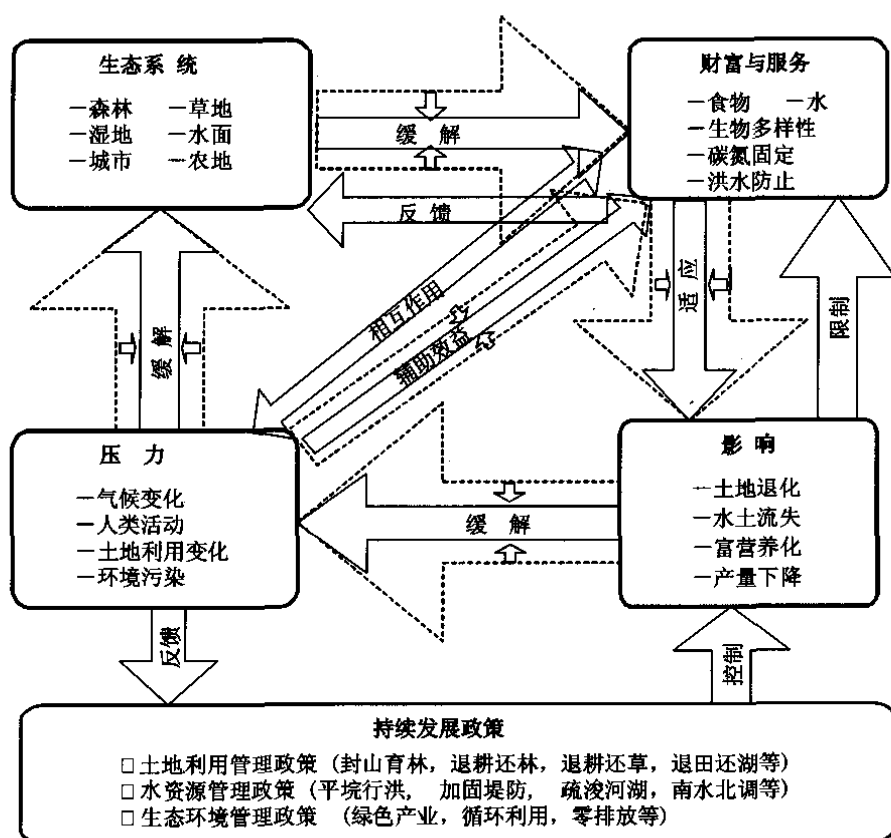 生态系统
—森林 —草地
—湿地 —水面
—城市 —农地
财富与服务
—食物 —水
—生物多样性
—碳氮固定
—洪水防止
缓解
反馈
相互作用
辅助效益
缓解
适应
限制
压力
—气候变化
—人类活动
—土地利用变化
—环境污染
缓解
影响
—土地退化
—水土流失
—富营养化
—产量下降
反馈
控制
持续发展政策
□土地利用管理政策(封山育林,退耕还林,退耕还草,退田还湖等)
□水资源管理政策(平垸行洪, 加固堤防, 疏浚河湖,南水北调等)
□生态环境管理政策 (绿色产业,循环利用,零排放等)